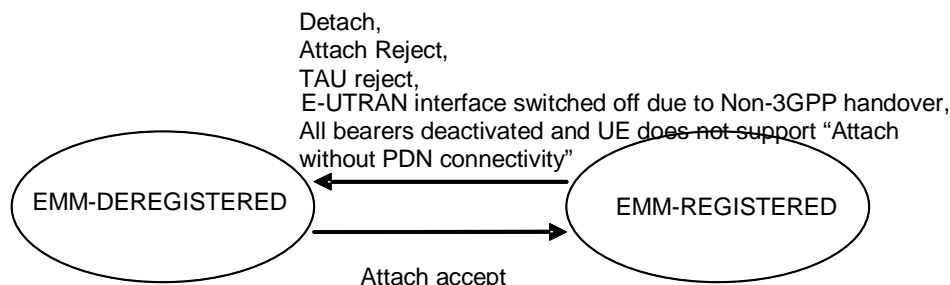 Detach,
Attach Reject,
TAU reject,
E-UTRAN interface switched off due to Non-3GPP handover,
All bearers deactivated and UE does not support “Attach
without PDN connectivity”
EMM-DEREGISTERED
EMM-REGISTERED
Attach accept